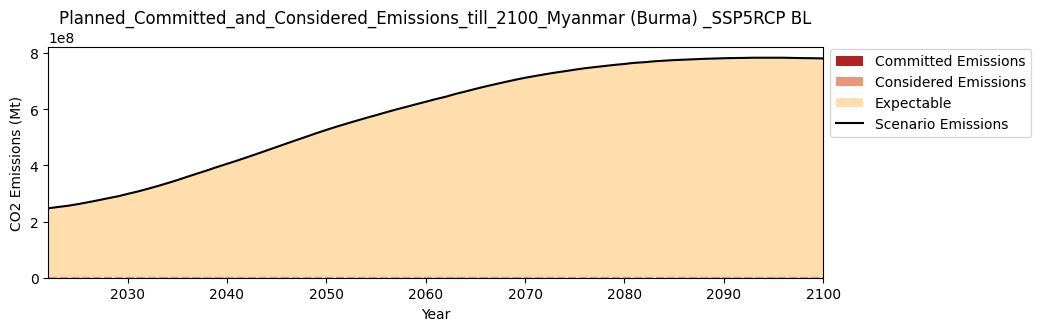 Planned_Committed_and_Considered_Emissions_till_2100_Myanmar (Burma) _SSP5RCP BL
1e8
8
6
4
2
0
CO2 Emissions (Mt)
2030 2040 2050 2060 2070 2080 2090 2100
Year
Committed Emissions
Considered Emissions
Expectable
Scenario Emissions